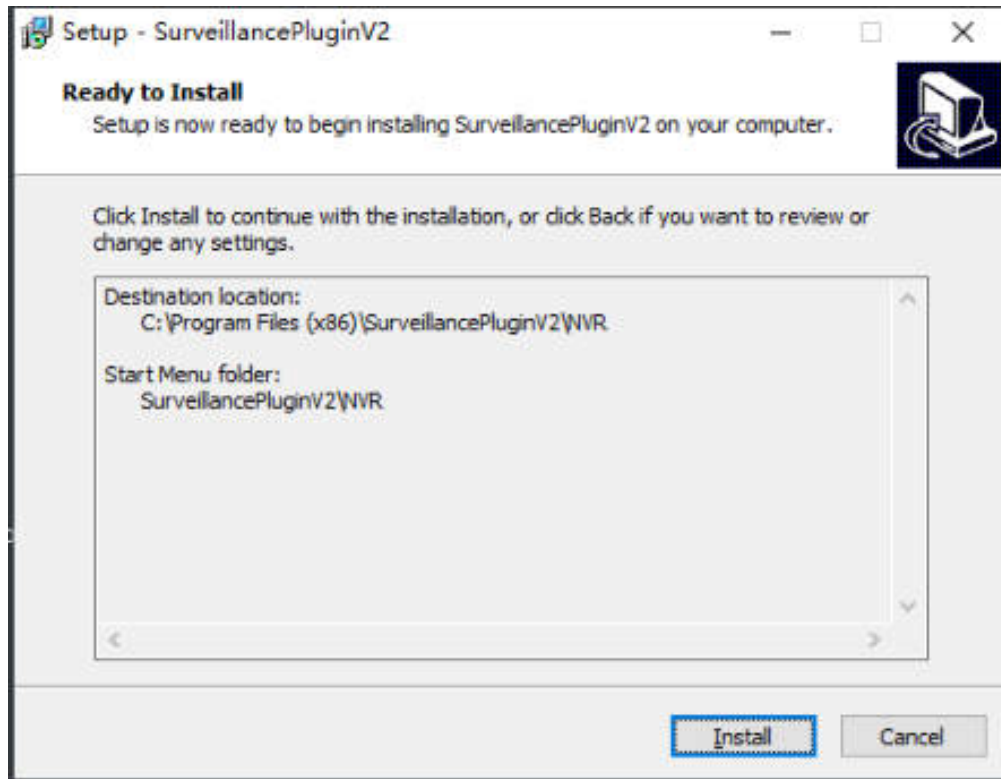 Setup - SurveillancePluginV2
Ready to Install
Setup is now ready to begin installing SurveillancePluginV2 on your computer.
Click Install to continue with the installation, or click Back if you want to review or
change any settings.
Destination location:
C:\Program Files (x86)\SurveillancePluginV2\NVR
Start Menu folder:
SurveillancePluginV2\NVR
Install
Cancel